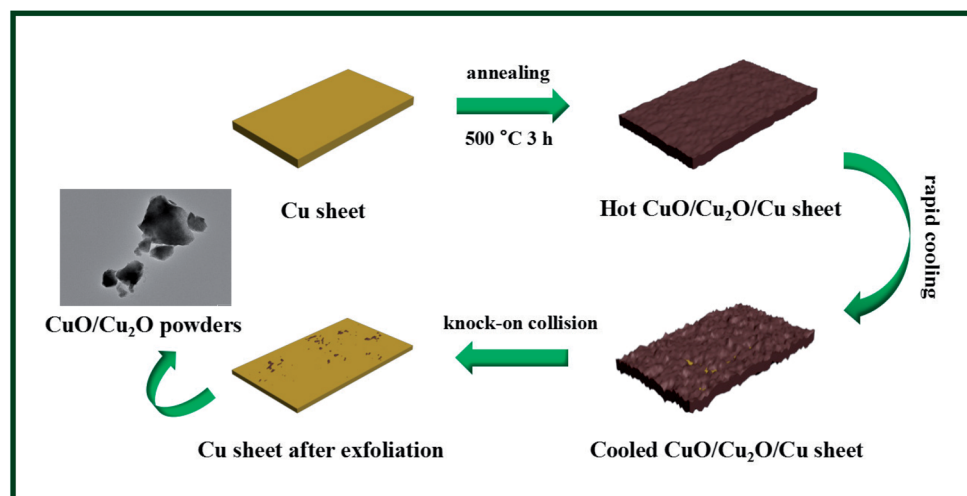 annealing
500 °C 3 h
Cu sheet
Hot CuO/Cu₂O/Cu sheet
rapid cooling
Cooled CuO/Cu₂O/Cu sheet
knock-on collision
Cu sheet after exfoliation
CuO/Cu₂O powders